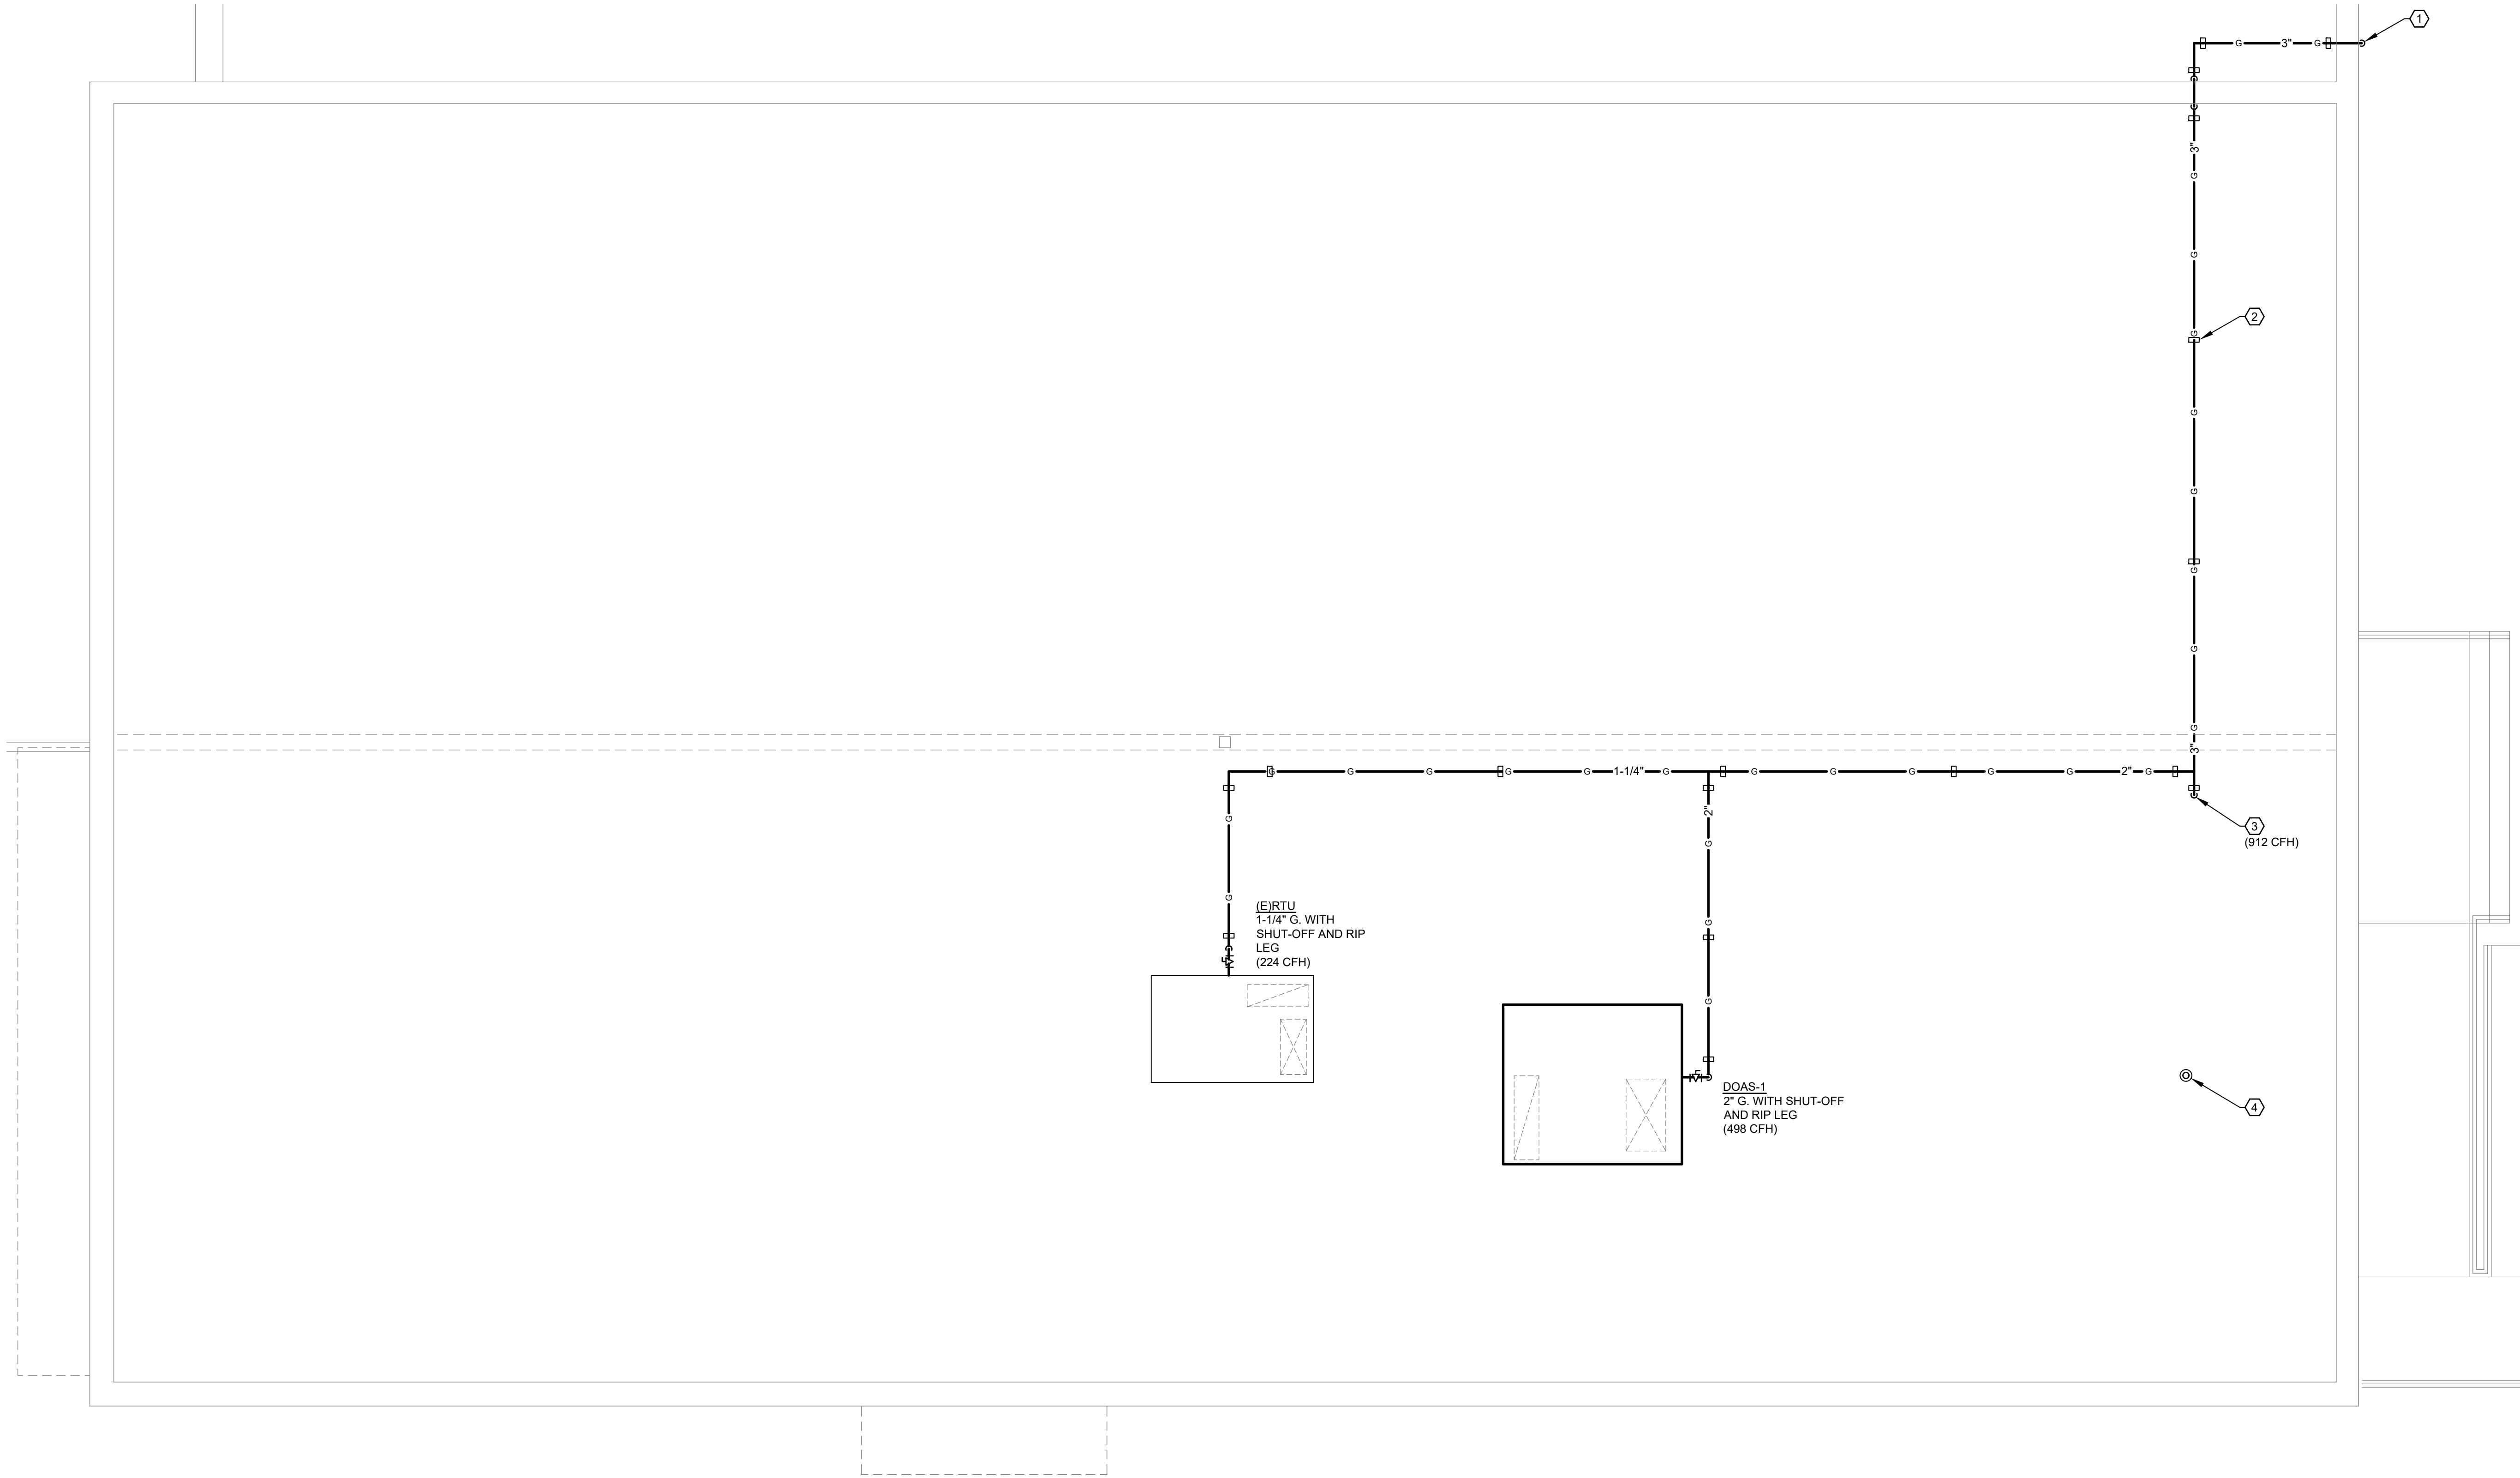 1
G
3"
G
3"
G
G
2
G
G
G
G
G
G
3"
G
G
G
G
G
1-1/4"
G
G
G
G
G
G
2"
G
2"
G
G
G
G
G
3
(912 CFH)
(E)RTU
1-1/4" G. WITH
SHUT-OFF AND RIP
LEG
(224 CFH)
DOAS-1
2" G. WITH SHUT-OFF
AND RIP LEG
(498 CFH)
4